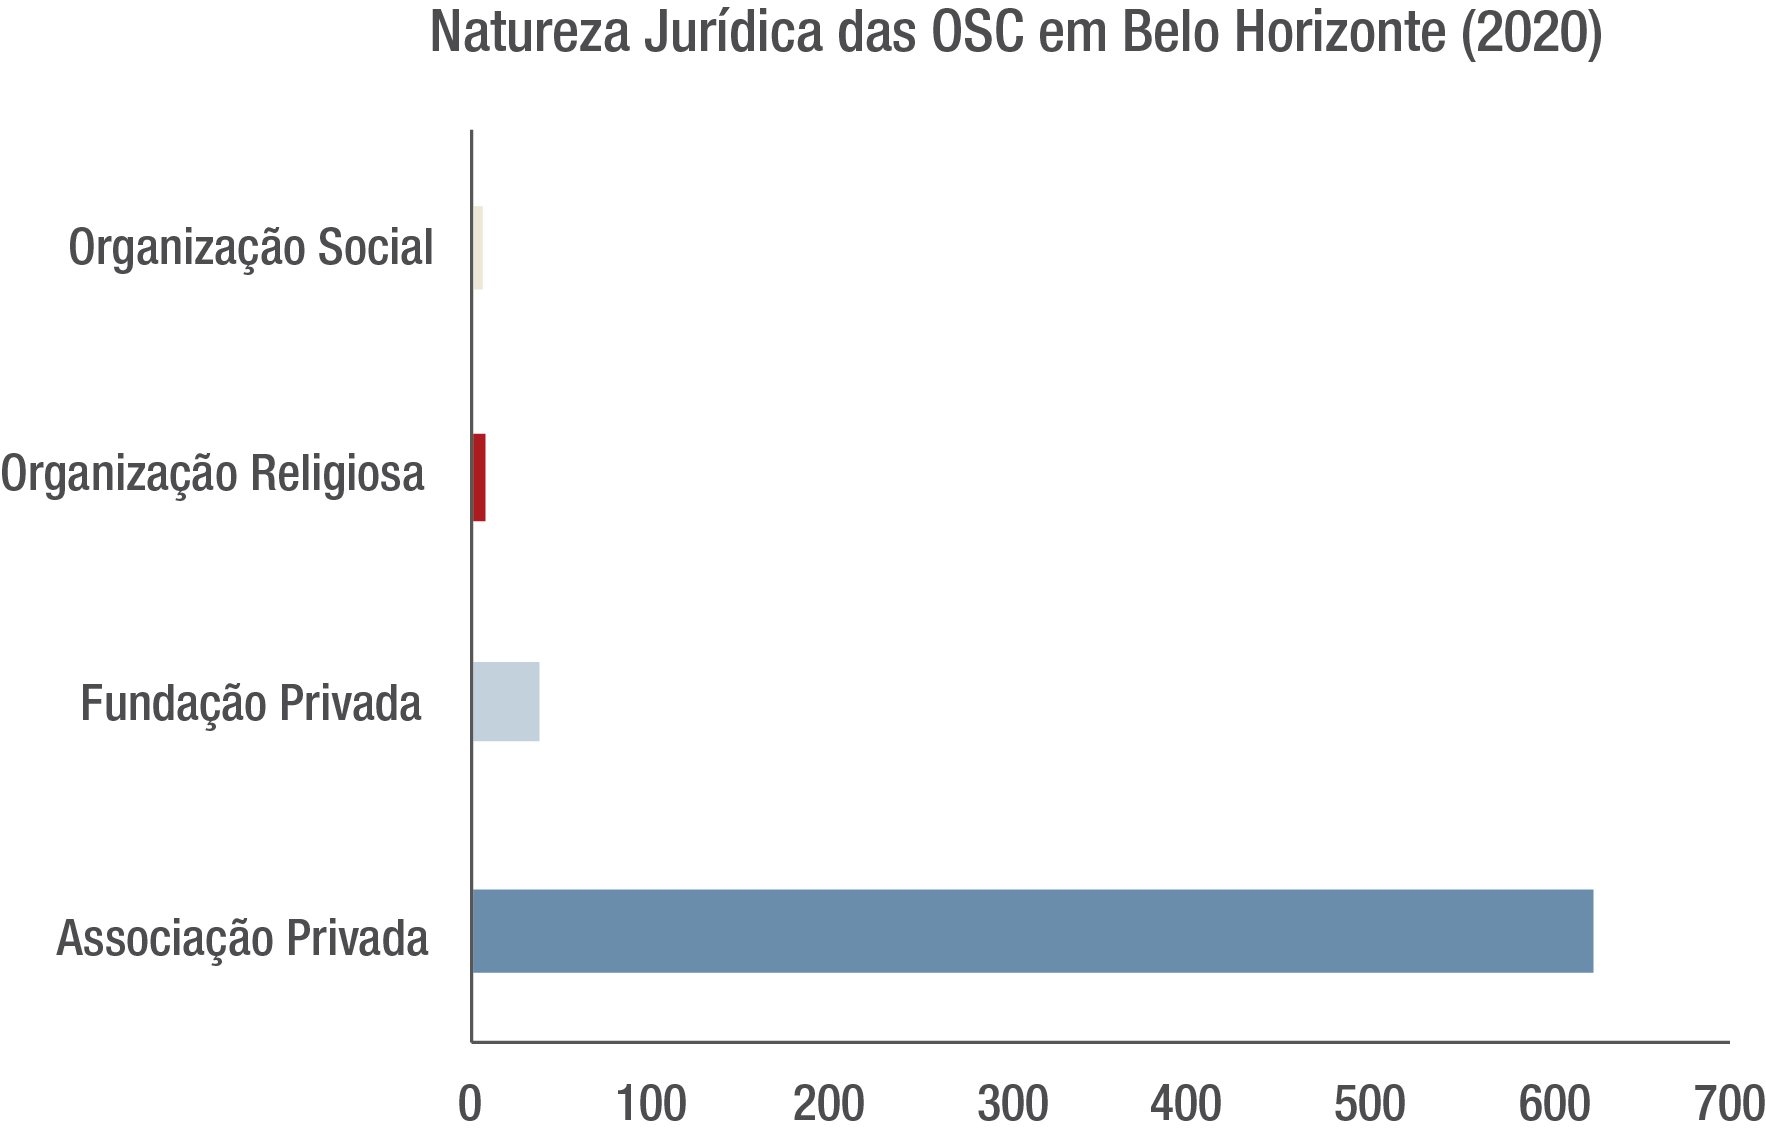 Natureza Jurídica das OSC em Belo Horizonte (2020)
Organização Social
Organização Religiosa
Fundação Privada
Associação Privada
0 100 200 300 400 500 600 700